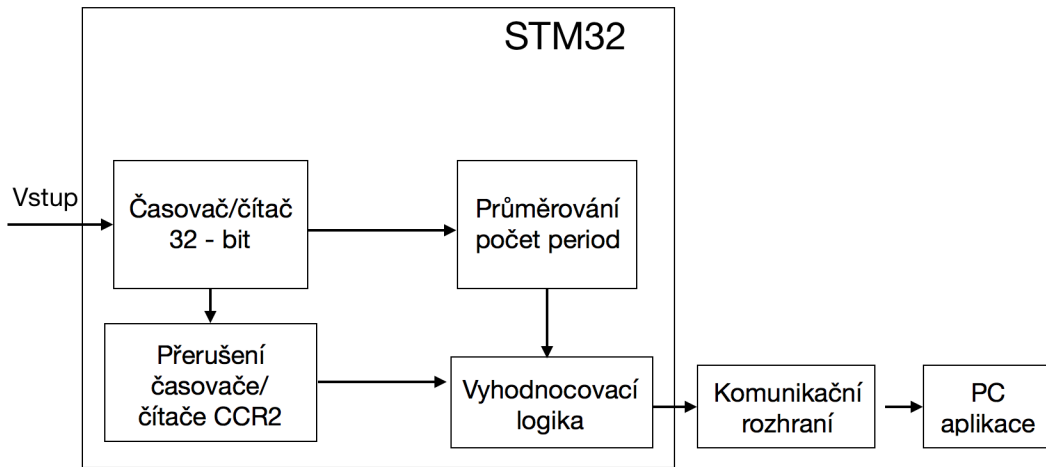 STM32
Vstup
Časovač/čítač
32 - bit
Průměrování
počet period
Přerušení
časovače/
čítače CCR2
Vyhodnocovací
logika
Komunikační
rozhraní
PC
aplikace